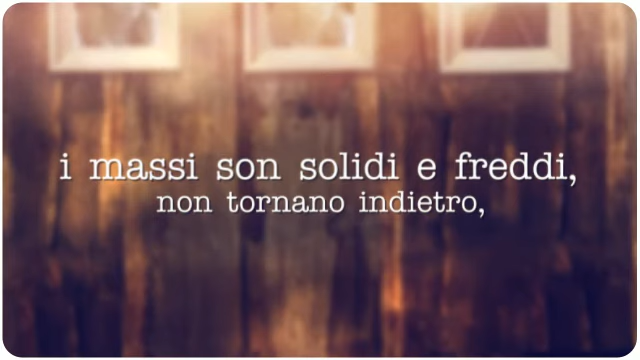 i massi son solidi e freddi,
non tornano indietro,